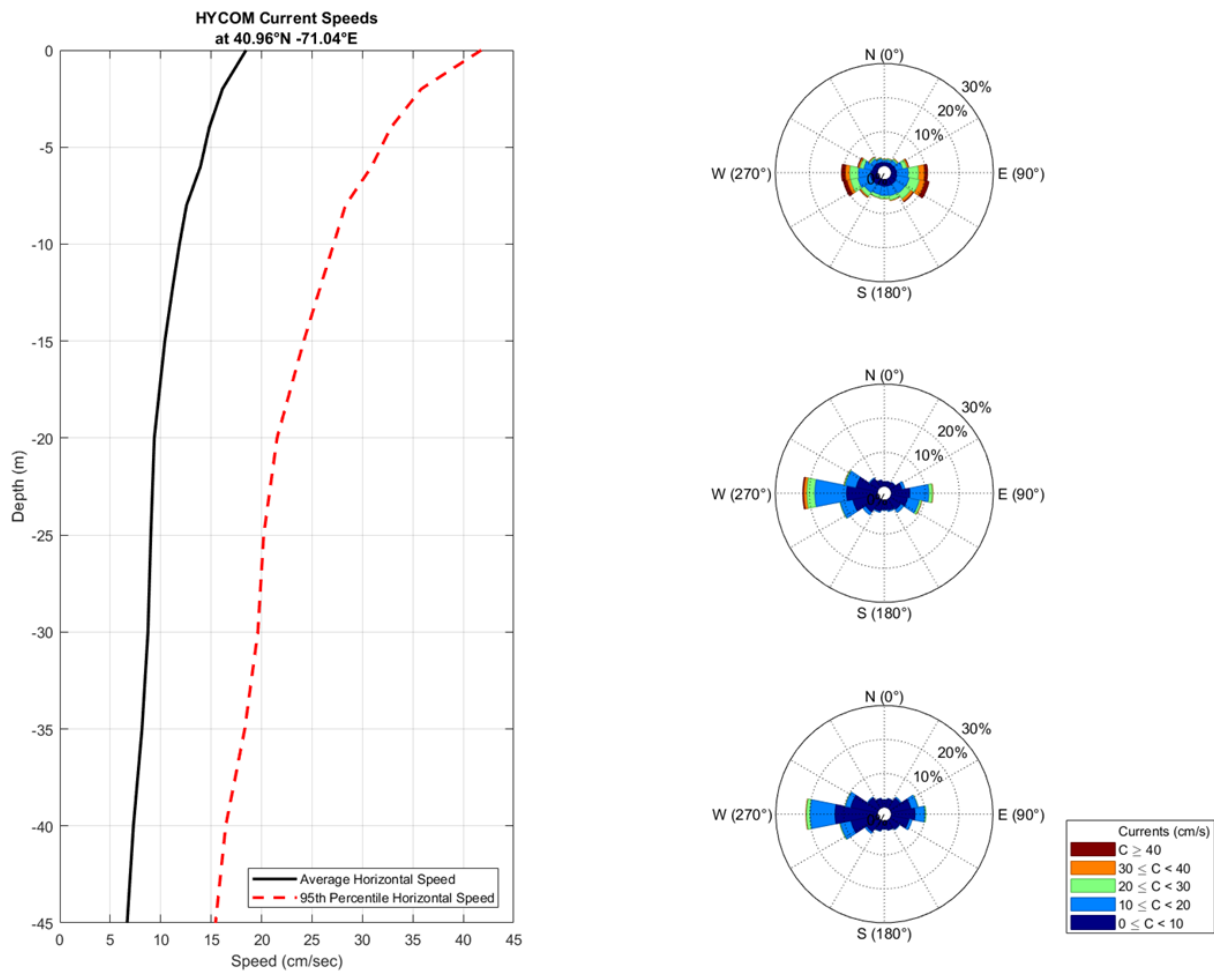 HYCOM Current Speeds
at 40.96°N -71.04°E
0
-5
-10
-15
-20
-25
-30
-35
-40
-45
Depth (m)
0 5 10 15 20 25 30 35 40 45
Speed (cm/sec)
Average Horizontal Speed
95th Percentile Horizontal Speed
N (0°)
30%
20%
10%
W (270°)
E (90°)
S (180°)
N (0°)
30%
20%
10%
W (270°)
E (90°)
S (180°)
N (0°)
30%
20%
10%
W (270°)
E (90°)
S (180°)
Currents (cm/s)
C ≥ 40
30 ≤ C < 40
20 ≤ C < 30
10 ≤ C < 20
0 ≤ C < 10